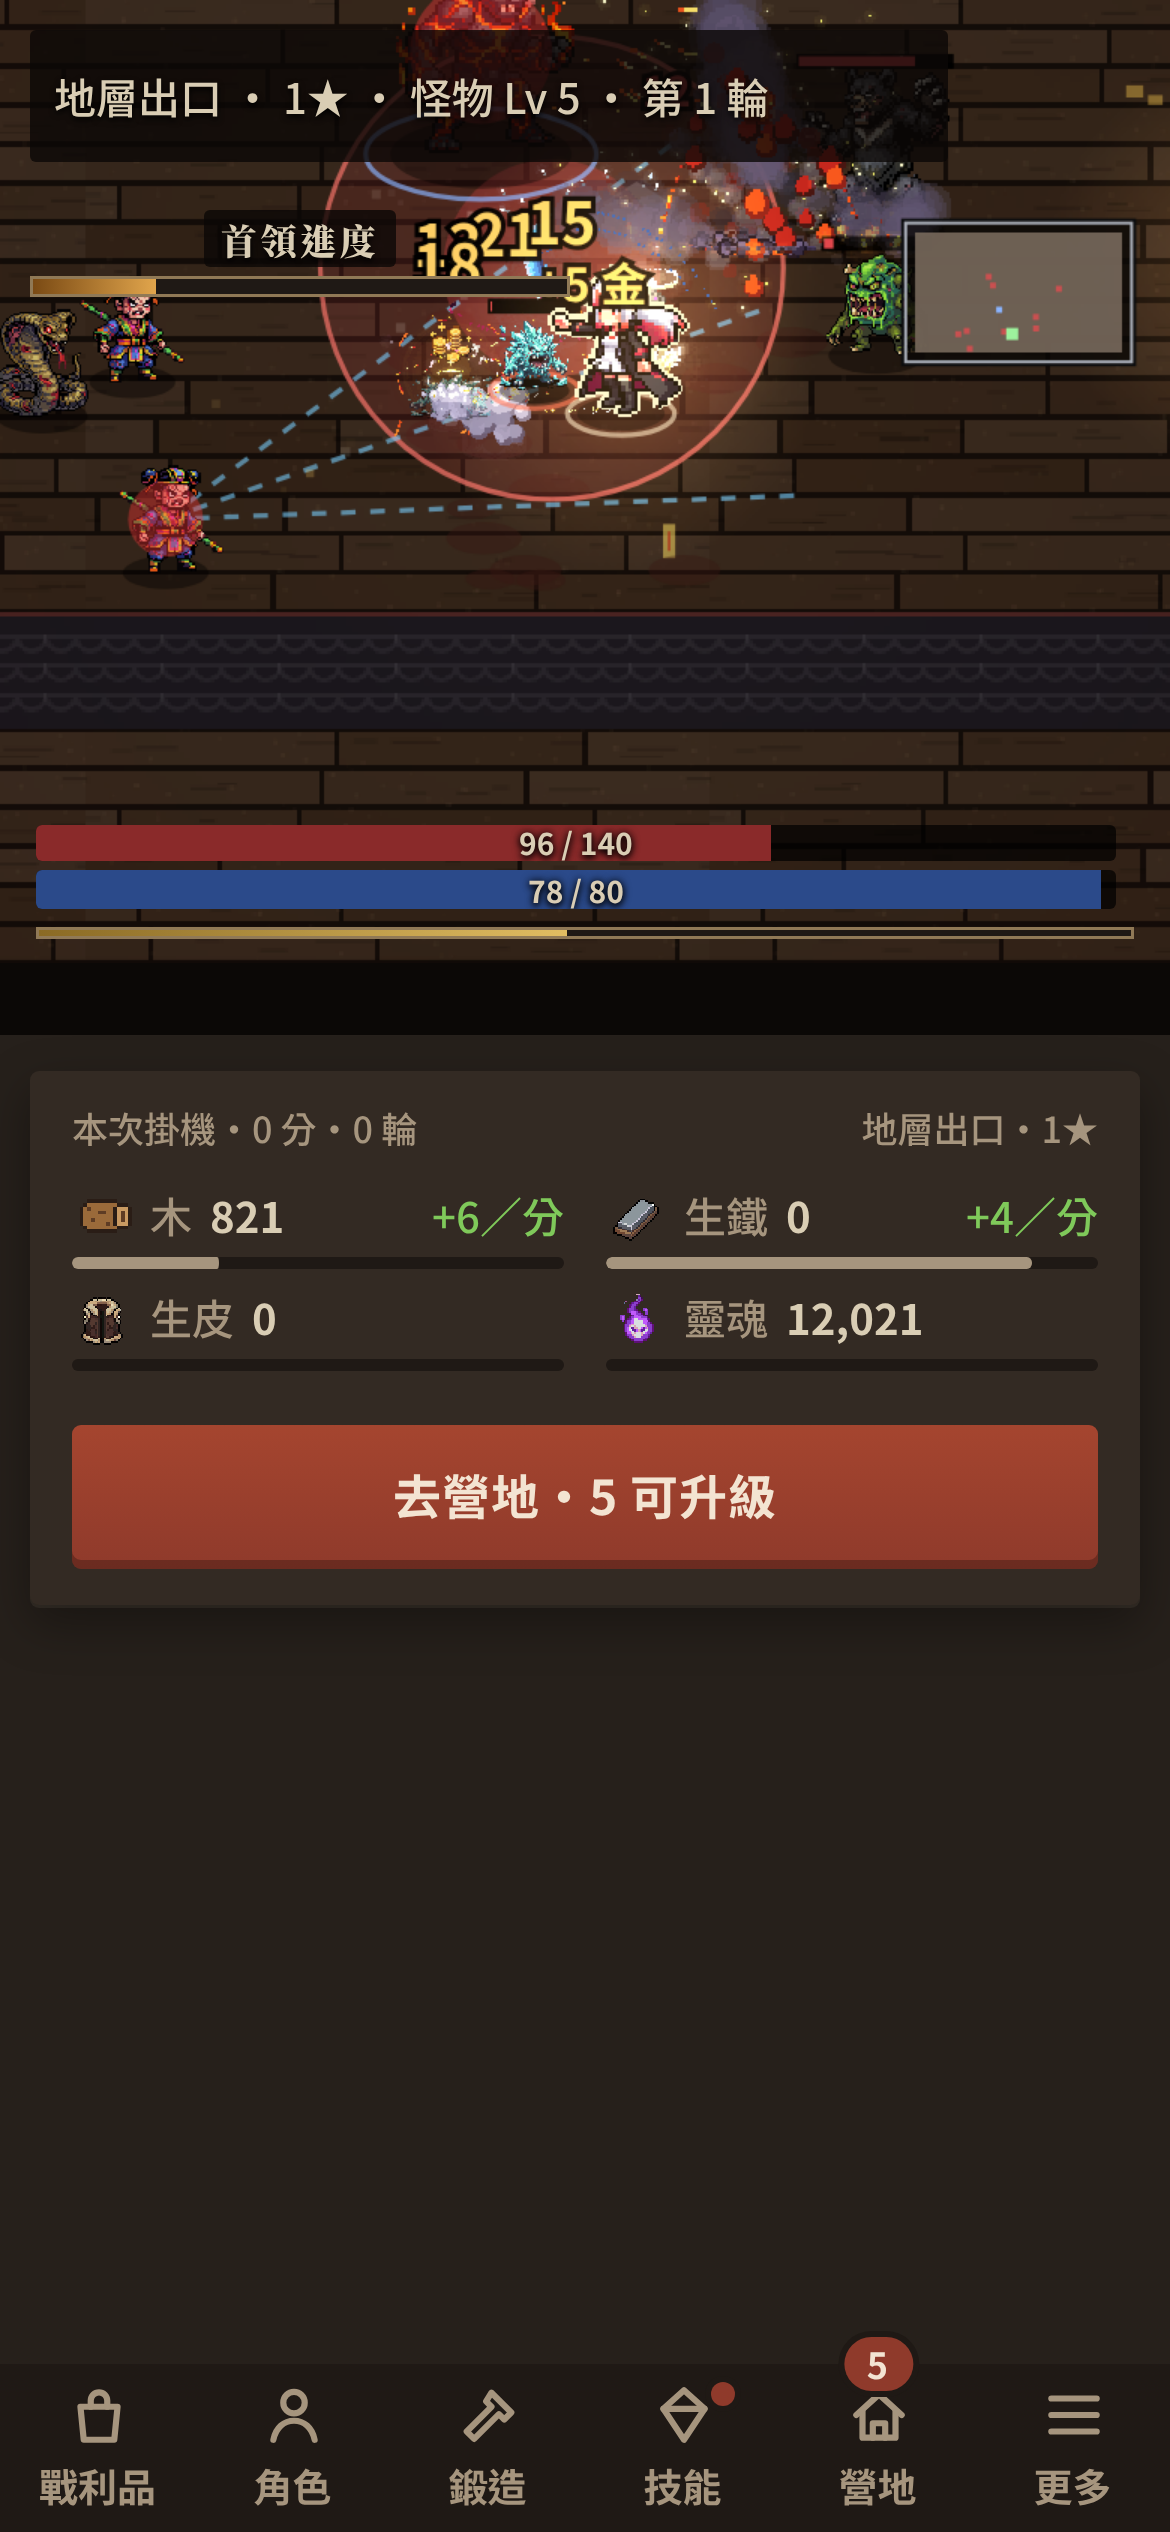 地層出口 · 1★ · 怪物 Lv 5 · 第 1 輪
首領進度
21
15
18
5 金
96 / 140
78 / 80
本次掛機·0 分·0 輪
地層出口·1★
木 821 +6／分
生鐵 0 +4／分
生皮 0
靈魂 12,021
去營地·5 可升級
5
戰利品
角色
鍛造
技能
營地
更多